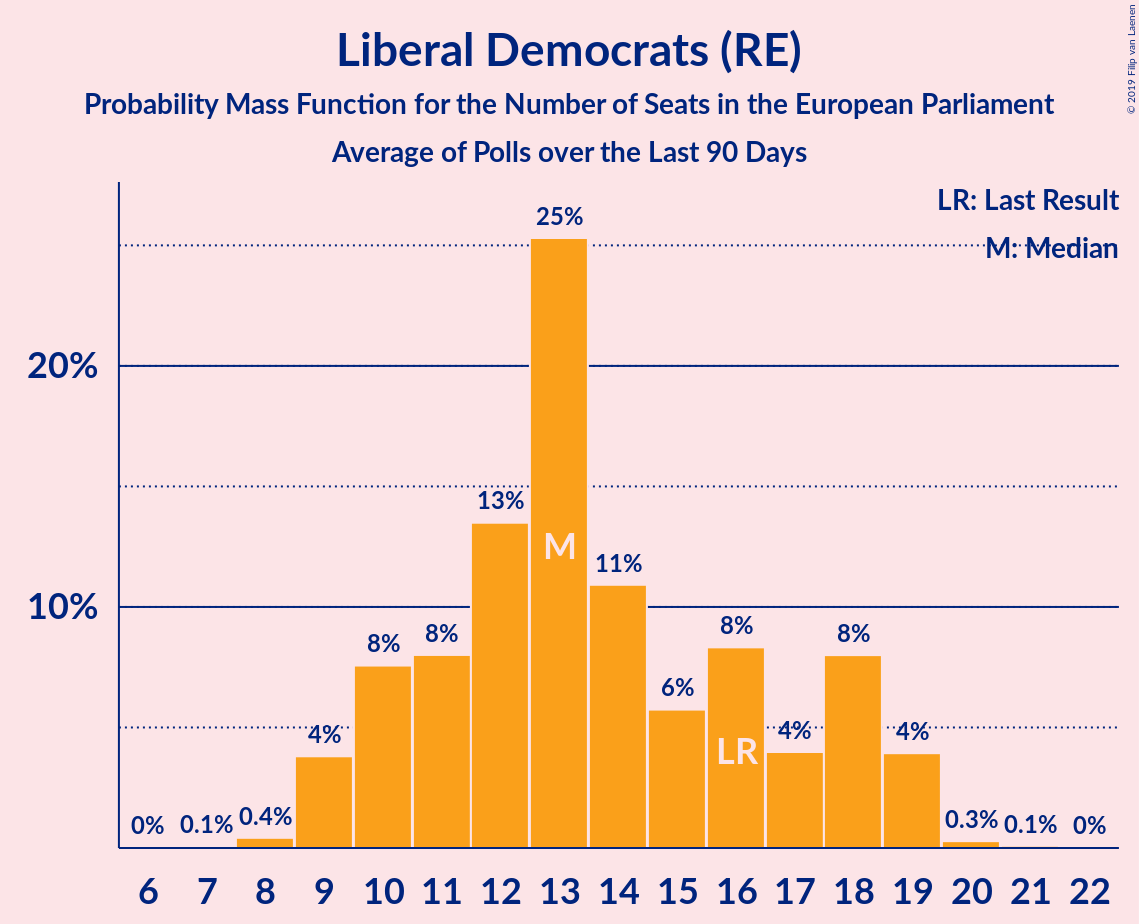 Liberal Democrats (RE)
Probability Mass Function for the Number of Seats in the European Parliament
Average of Polls over the Last 90 Days
© 2019 Filip van Laenen
LR: Last Result
M: Median
20%
10%
0%
0.1%
0.4%
4%
8%
8%
13%
25%
11%
6%
8%
4%
8%
4%
0.3%
0.1%
0%
M
LR
6 7 8 9 10 11 12 13 14 15 16 17 18 19 20 21 22